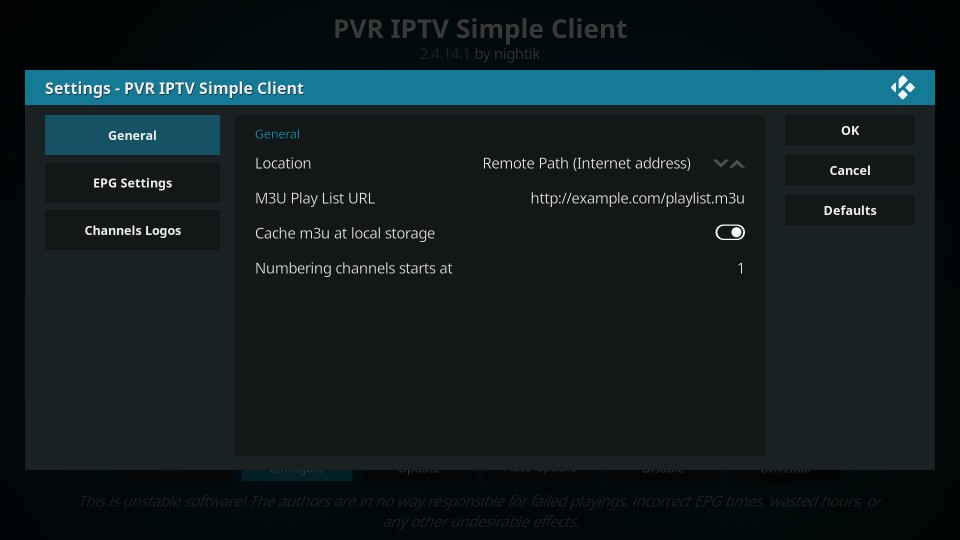 PVR IPTV Simple Client
2.4.14.1 by nightik
Settings - PVR IPTV Simple Client
General
EPG Settings
Channels Logos
General
Location Remote Path (Internet address)
M3U Play List URL http://example.com/playlist.m3u
Cache m3u at local storage
Numbering channels starts at 1
OK
Cancel
Defaults
Configure Update Auto-update Disable Uninstall
This is unstable software! The authors are in no way responsible for failed playings, incorrect EPG times, wasted hours, or
any other undesirable effects.